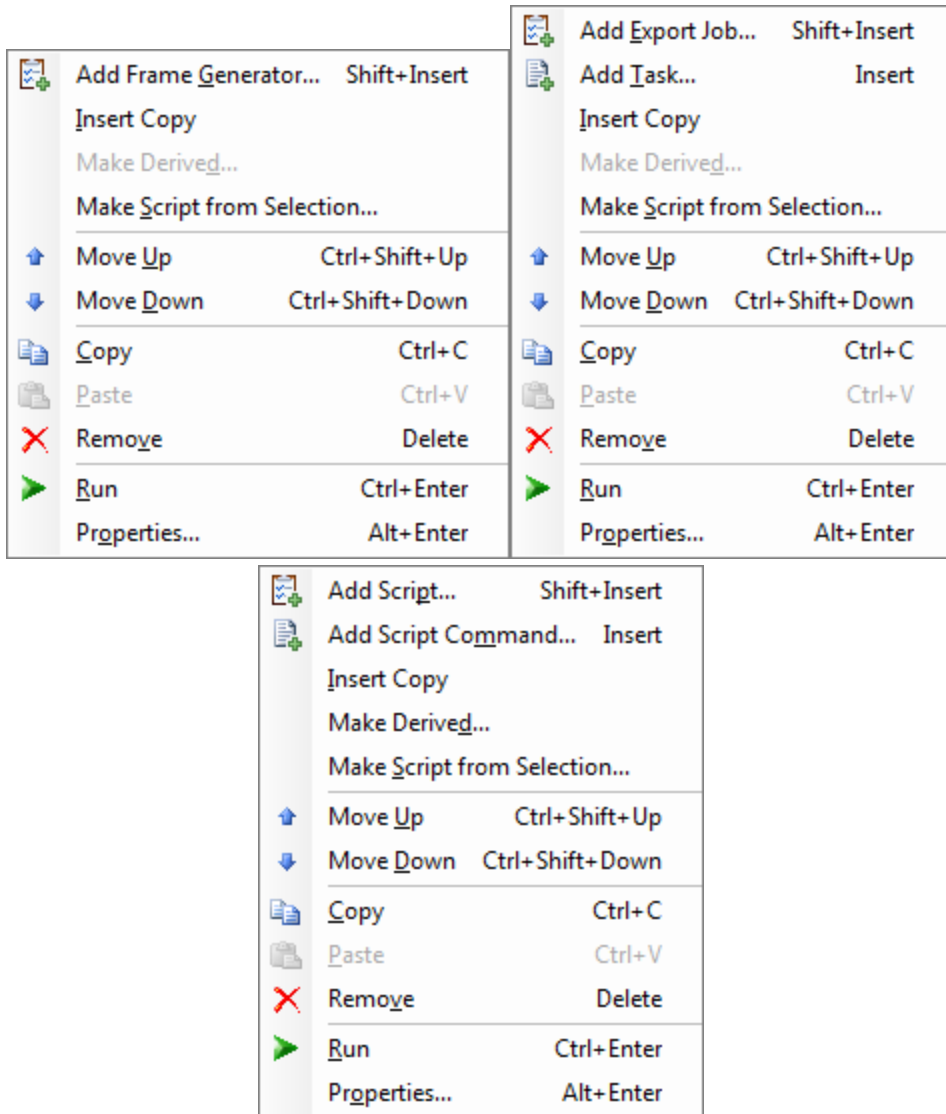 Add Frame Generator... Shift+Insert
Insert Copy
Make Derived...
Make Script from Selection...
Move Up Ctrl+Shift+Up
Move Down Ctrl+Shift+Down
Copy Ctrl+C
Paste Ctrl+V
Remove Delete
Run Ctrl+Enter
Properties... Alt+Enter
Add Export Job... Shift+Insert
Add Task... Insert
Insert Copy
Make Derived...
Make Script from Selection...
Move Up Ctrl+Shift+Up
Move Down Ctrl+Shift+Down
Copy Ctrl+C
Paste Ctrl+V
Remove Delete
Run Ctrl+Enter
Properties... Alt+Enter
Add Script... Shift+Insert
Add Script Command... Insert
Insert Copy
Make Derived...
Make Script from Selection...
Move Up Ctrl+Shift+Up
Move Down Ctrl+Shift+Down
Copy Ctrl+C
Paste Ctrl+V
Remove Delete
Run Ctrl+Enter
Properties... Alt+Enter